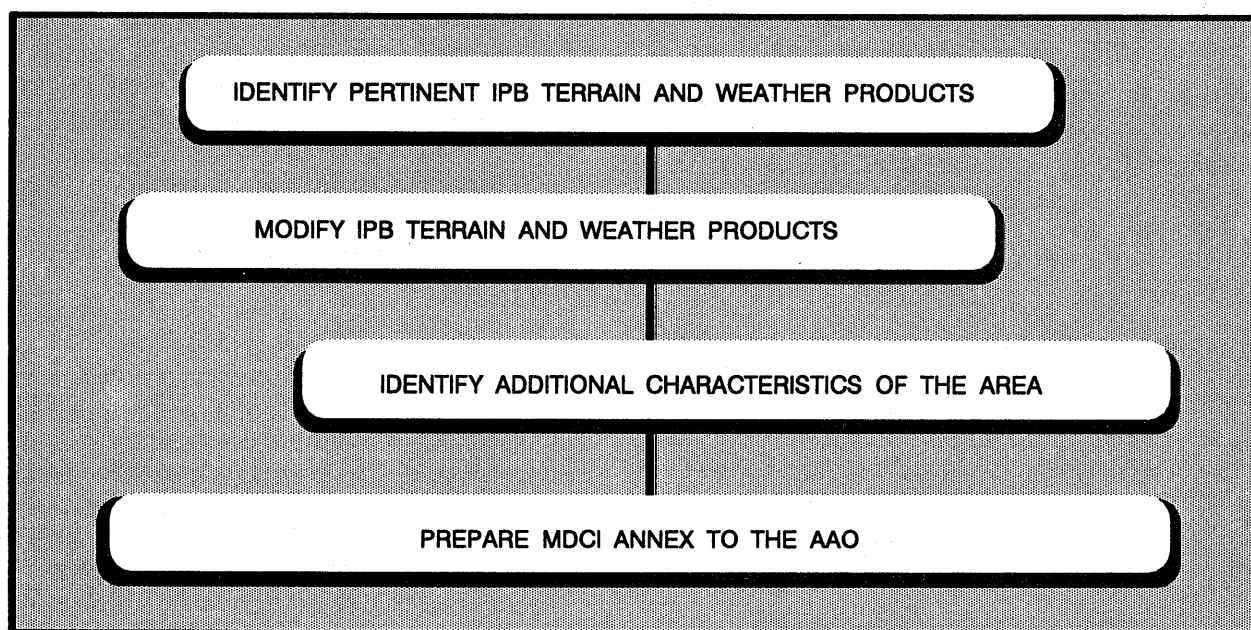 IDENTIFY PERTINENT IPB TERRAIN AND WEATHER PRODUCTS
MODIFY IPB TERRAIN AND WEATHER PRODUCTS
IDENTIFY ADDITIONAL CHARACTERISTICS OF THE AREA
PREPARE MDCI ANNEX TO THE AAO